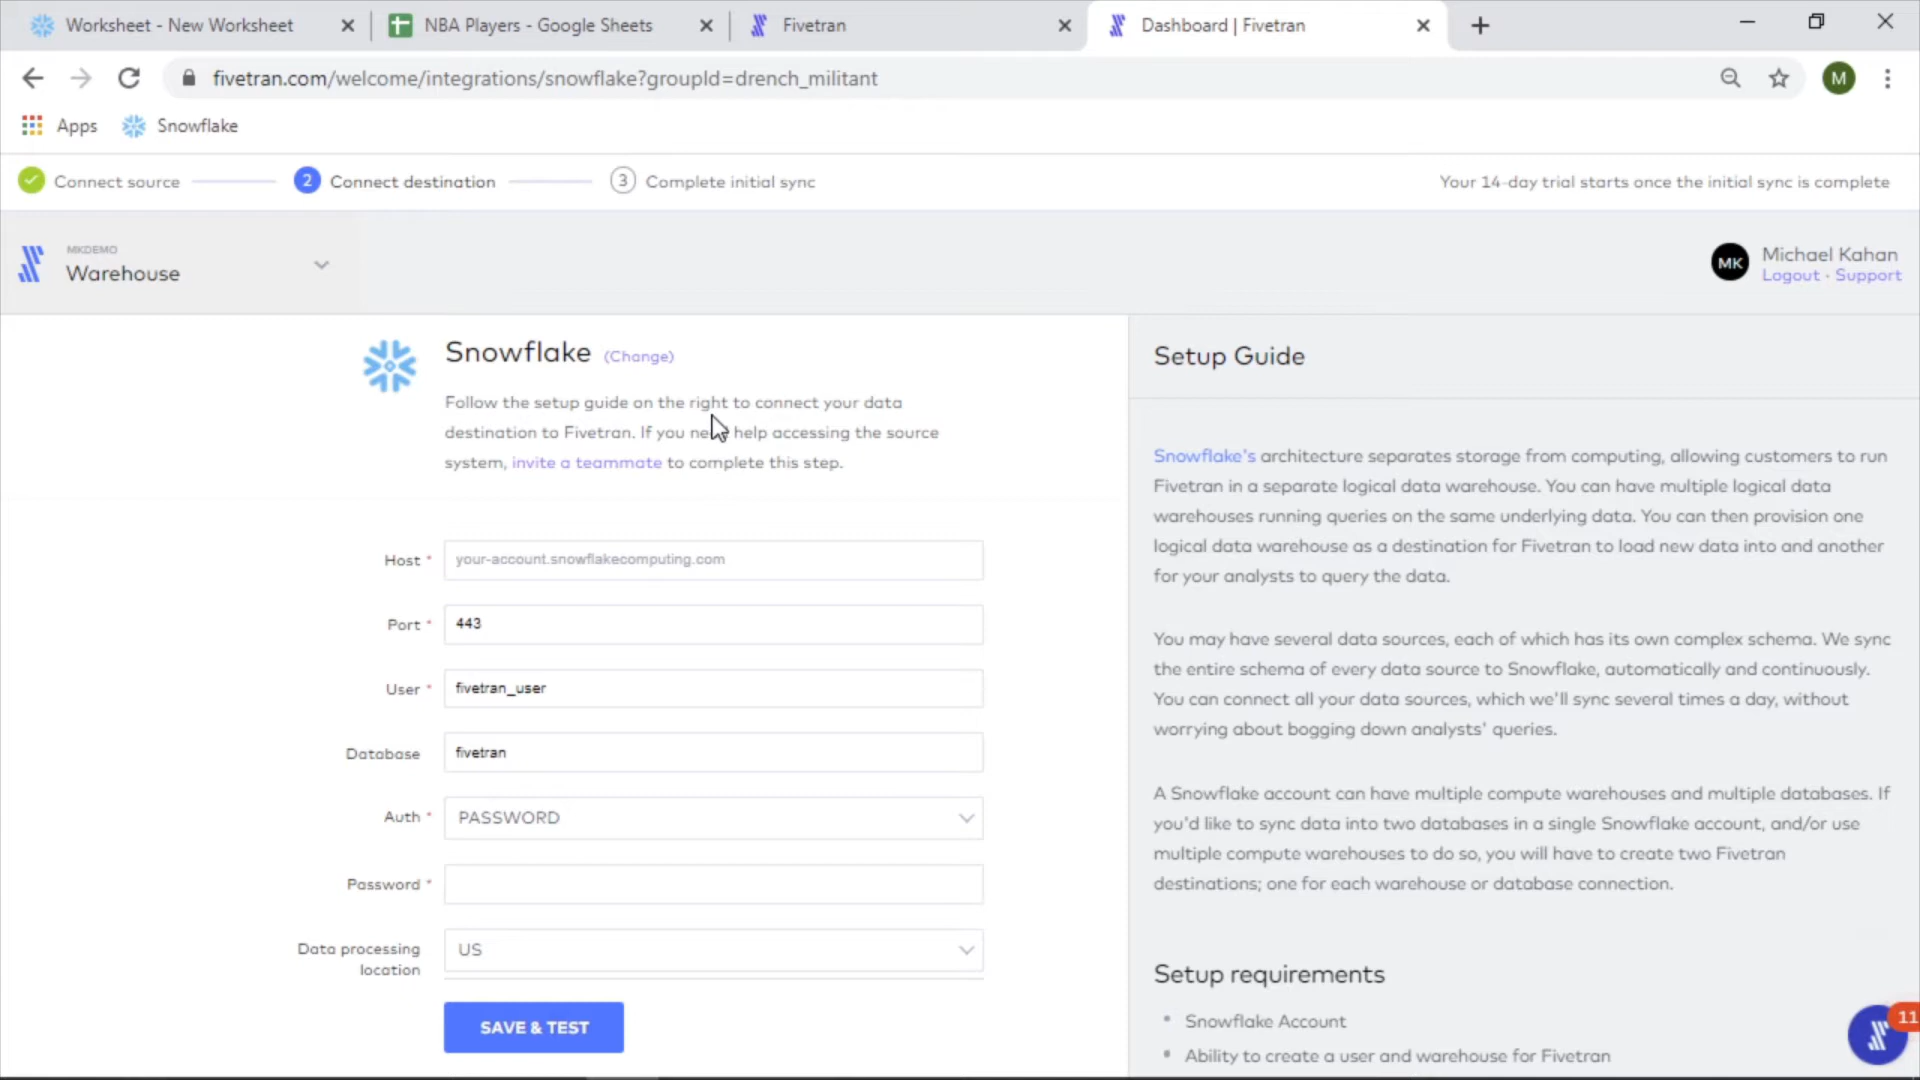 Worksheet - New Worksheet
NBA Players - Google Sheets
Fivetran
Dashboard | Fivetran
fivetran.com/welcome/integrations/snowflake?groupId=drench_militant
M
Apps
Snowflake
Connect source
2 Connect destination
3 Complete initial sync
Your 14-day trial starts once the initial sync is complete
MKDEMO
Warehouse
MK
Michael Kahan
Logout - Support
Snowflake (Change)
Follow the setup guide on the right to connect your data
destination to Fivetran. If you need help accessing the source
system, invite a teammate to complete this step.
Host * your-account.snowflakecomputing.com
Port * 443
User * fivetran_user
Database fivetran
Auth * PASSWORD
Password *
Data processing
location
US
SAVE & TEST
Setup Guide
Snowflake's architecture separates storage from computing, allowing customers to run
Fivetran in a separate logical data warehouse. You can have multiple logical data
warehouses running queries on the same underlying data. You can then provision one
logical data warehouse as a destination for Fivetran to load new data into and another
for your analysts to query the data.
You may have several data sources, each of which has its own complex schema. We sync
the entire schema of every data source to Snowflake, automatically and continuously.
You can connect all your data sources, which we'll sync several times a day, without
worrying about bogging down analysts' queries.
A Snowflake account can have multiple compute warehouses and multiple databases. If
you'd like to sync data into two databases in a single Snowflake account, and/or use
multiple compute warehouses to do so, you will have to create two Fivetran
destinations; one for each warehouse or database connection.
Setup requirements
• Snowflake Account
• Ability to create a user and warehouse for Fivetran
11